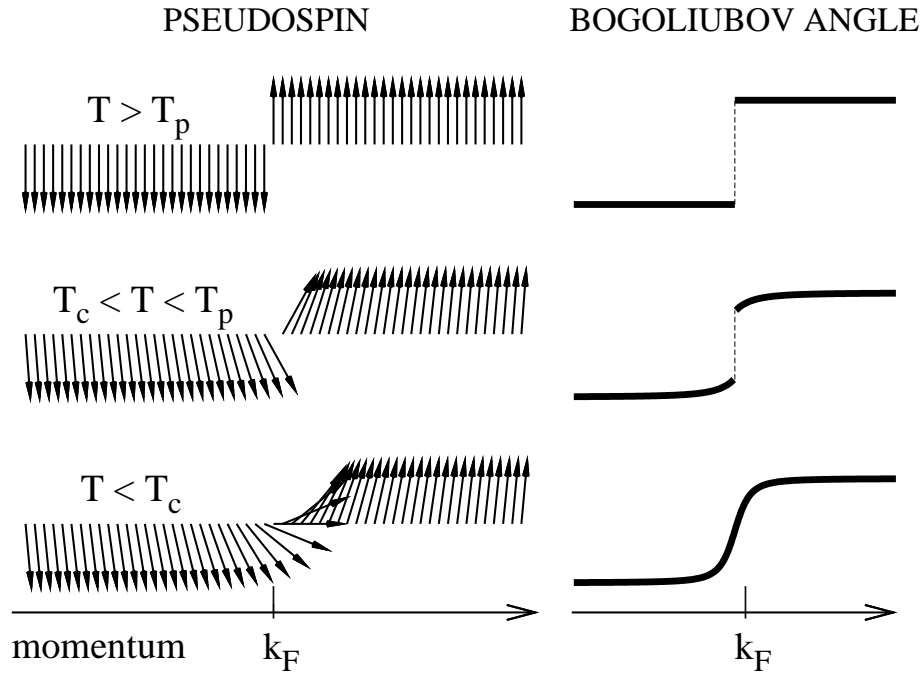 PSEUDOSPIN
BOGOLIUBOV ANGLE
T > T_p
T_c < T < T_p
T < T_c
momentum
k_F
k_F